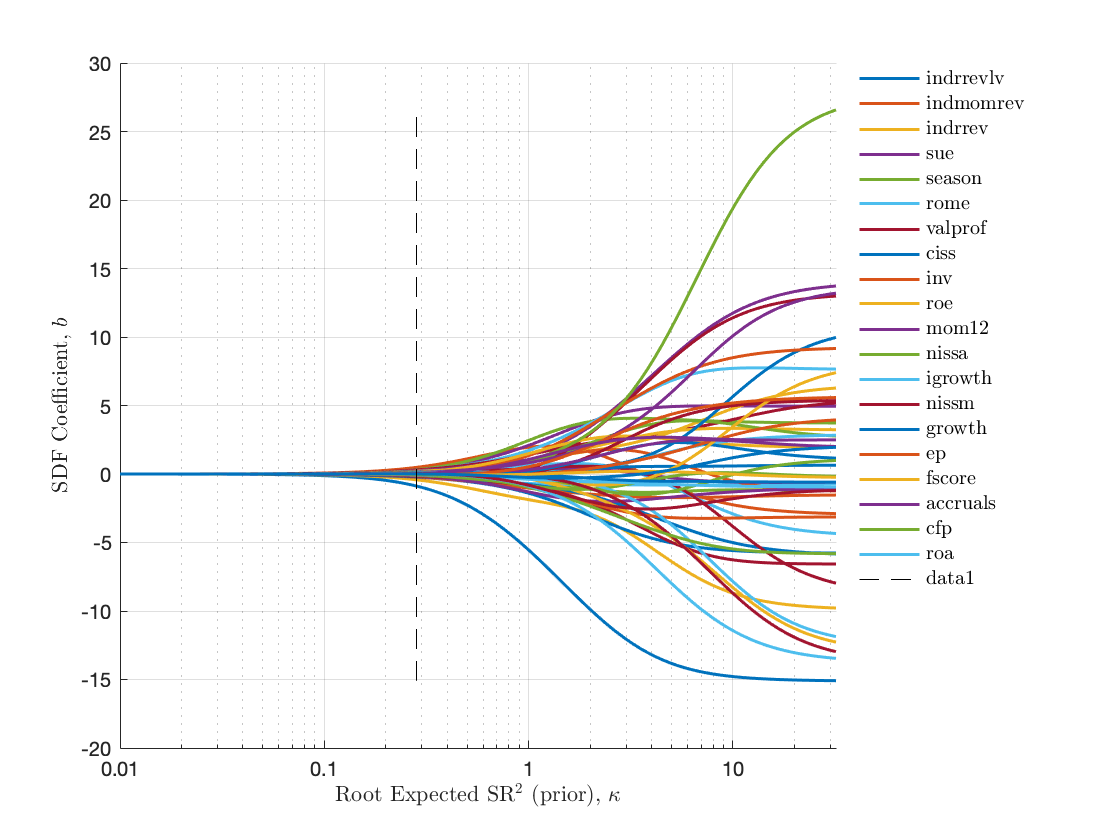 30
25
20
15
10
5
0
-5
-10
-15
-20
SDF Coefficient, b
0.01
0.1
1
10
Root Expected SR² (prior), κ
indrrevlv
indmomrev
indrrev
sue
season
rome
valprof
ciss
inv
roe
mom12
nissa
igrowth
nissm
growth
ep
fscore
accruals
cfp
roa
data1